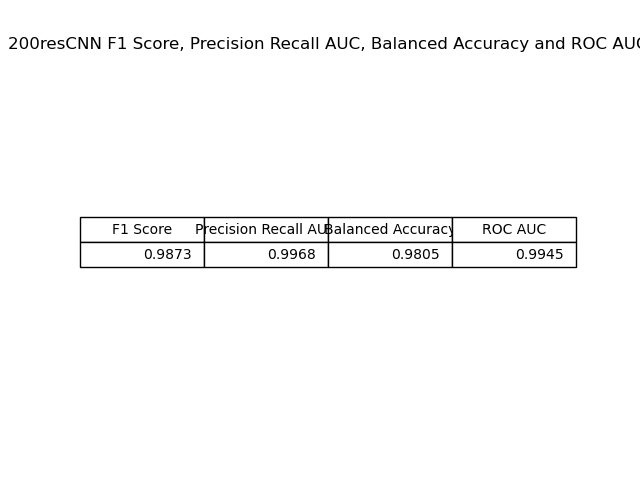 200resCNN F1 Score, Precision Recall AUC, Balanced Accuracy and ROC AUC
F1 Score Precision Recall AU Balanced Accuracy ROC AUC
0.9873 0.9968 0.9805 0.9945